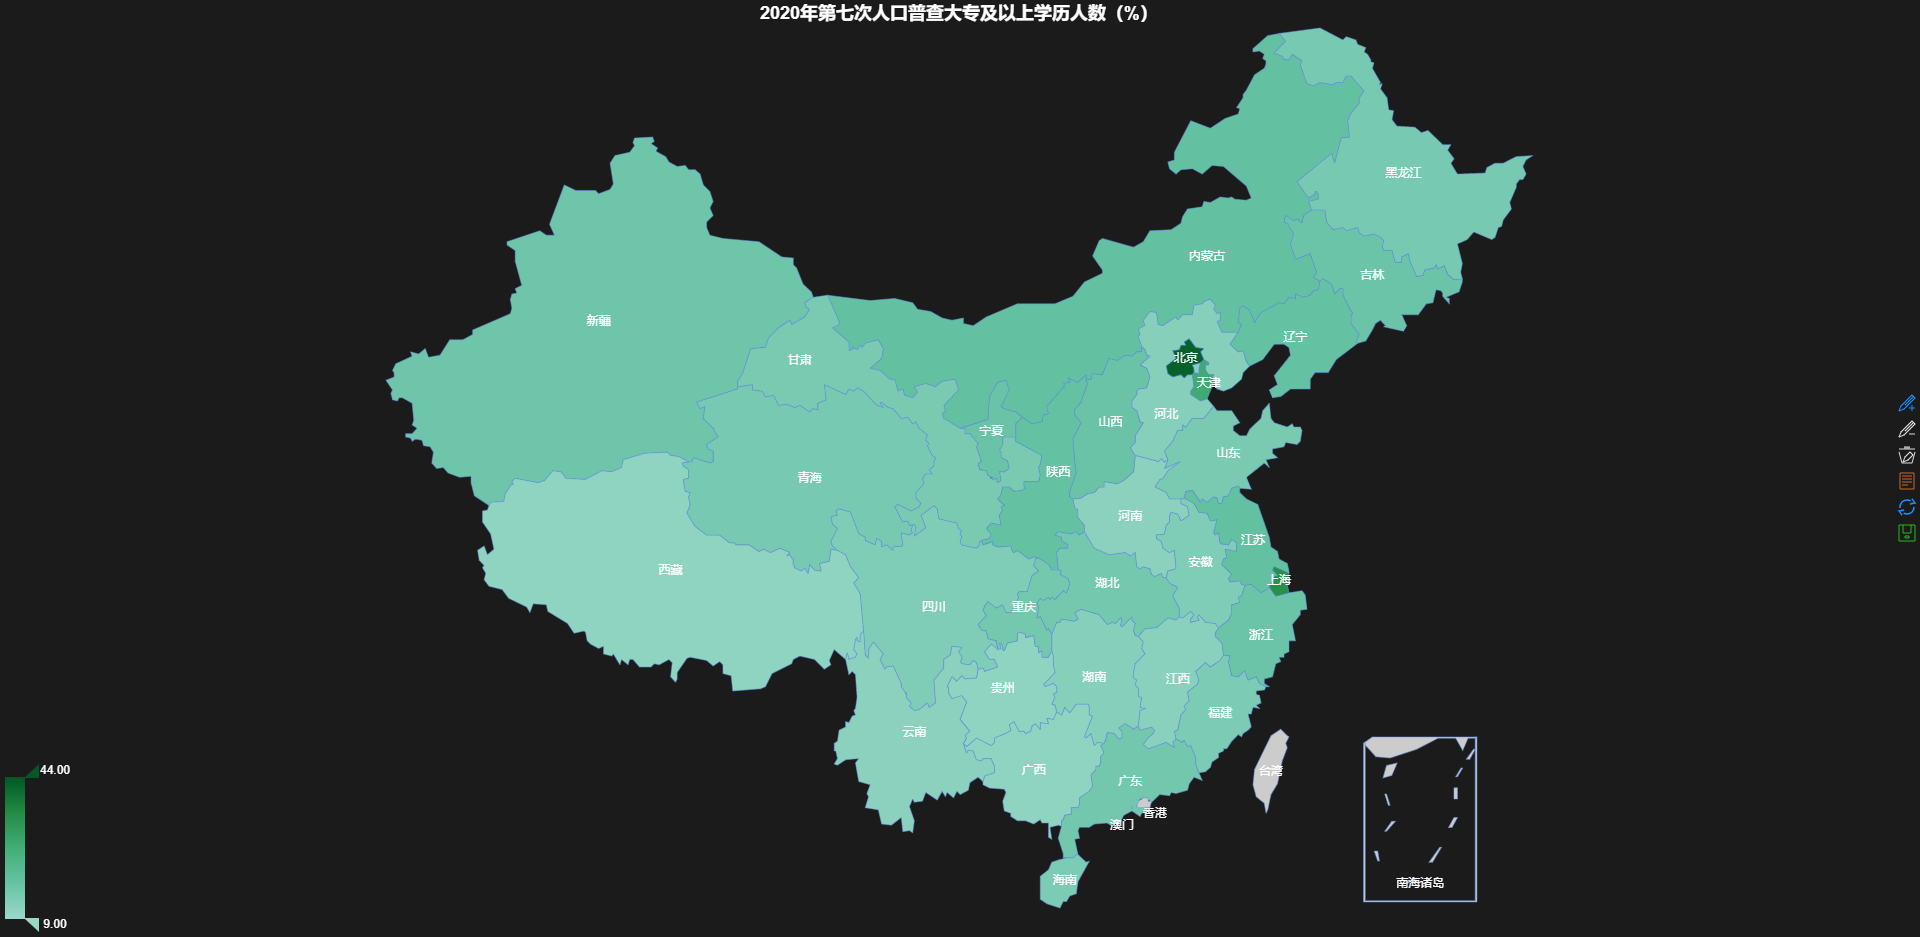 2020年第七次人口普查大专及以上学历人数（%）
黑龙江
内蒙古
吉林
新疆
辽宁
甘肃
北京
天津
河北
山西
宁夏
山东
陕西
青海
河南
江苏
安徽
西藏
上海
湖北
四川
重庆
浙江
湖南
江西
贵州
福建
云南
广西
台湾
广东
香港
澳门
海南
南海诸岛
44.00
9.00